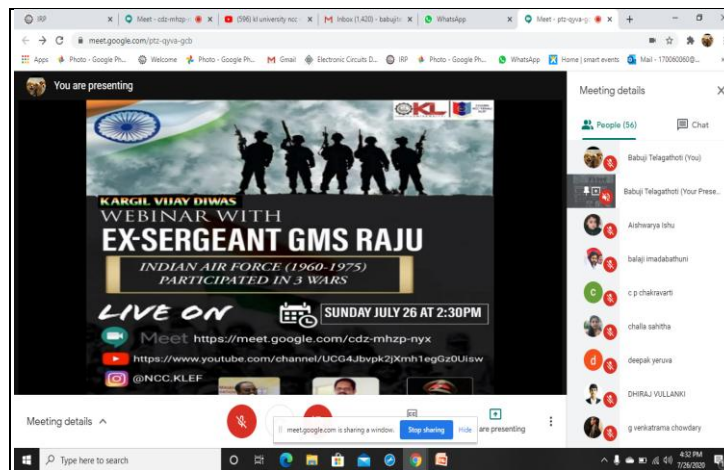 IRP
Meet - cdz-mhzp
(596) kl university ncc
Inbox (1,420) - babujite
WhatsApp
Meet - ptz-qyva-g
meet.google.com/ptz-qyva-gcb
Apps
Photo - Google Ph...
Welcome
Photo - Google Ph...
Gmail
Electronic Circuits D...
IRP
Photo - Google Ph...
WhatsApp
Home | smart events
Mail - 170060060@...
You are presenting
KL
KARGIL VIJAY DIWAS
WEBINAR WITH
EX-SERGEANT GMS RAJU
INDIAN AIR FORCE (1960-1975)
PARTICIPATED IN 3 WARS
LIVE ON
SUNDAY JULY 26 AT 2:30PM
Meet https://meet.google.com/cdz-mhzp-nyx
https://www.youtube.com/channel/UCG4Jbvpk2jXmh1egGz0Uisw
@NCC.KLEF
Meeting details
People (56)
Chat
Babuji Telagathoti (You)
Babuji Telagathoti (Your Prese...
Aishwarya Ishu
balaji imadabathuni
c
c p chakravarti
challa sahitha
d
deepak yeruva
DHIRAJ VULLANKI
g venkatrama chowdary
Meeting details
meet.google.com is sharing a window.
Stop sharing
Hide
are presenting
Type here to search
4:32 PM
7/26/2020